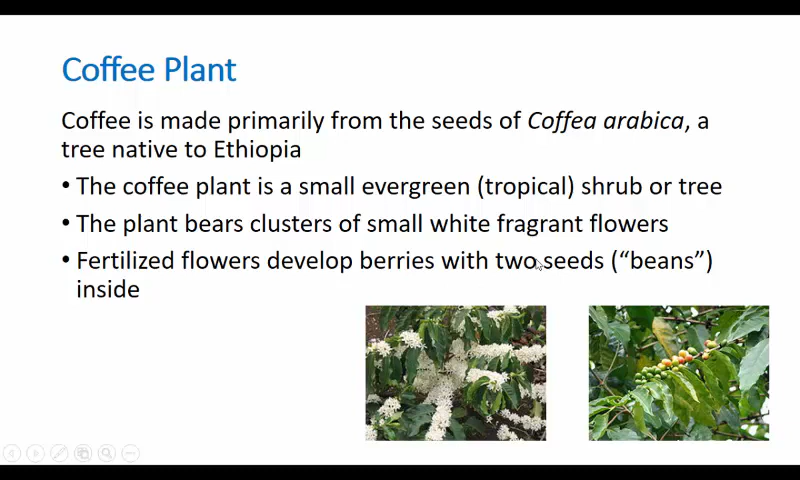 Coffee Plant
Coffee is made primarily from the seeds of Coffea arabica, a
tree native to Ethiopia
• The coffee plant is a small evergreen (tropical) shrub or tree
• The plant bears clusters of small white fragrant flowers
• Fertilized flowers develop berries with two seeds (“beans”)
inside